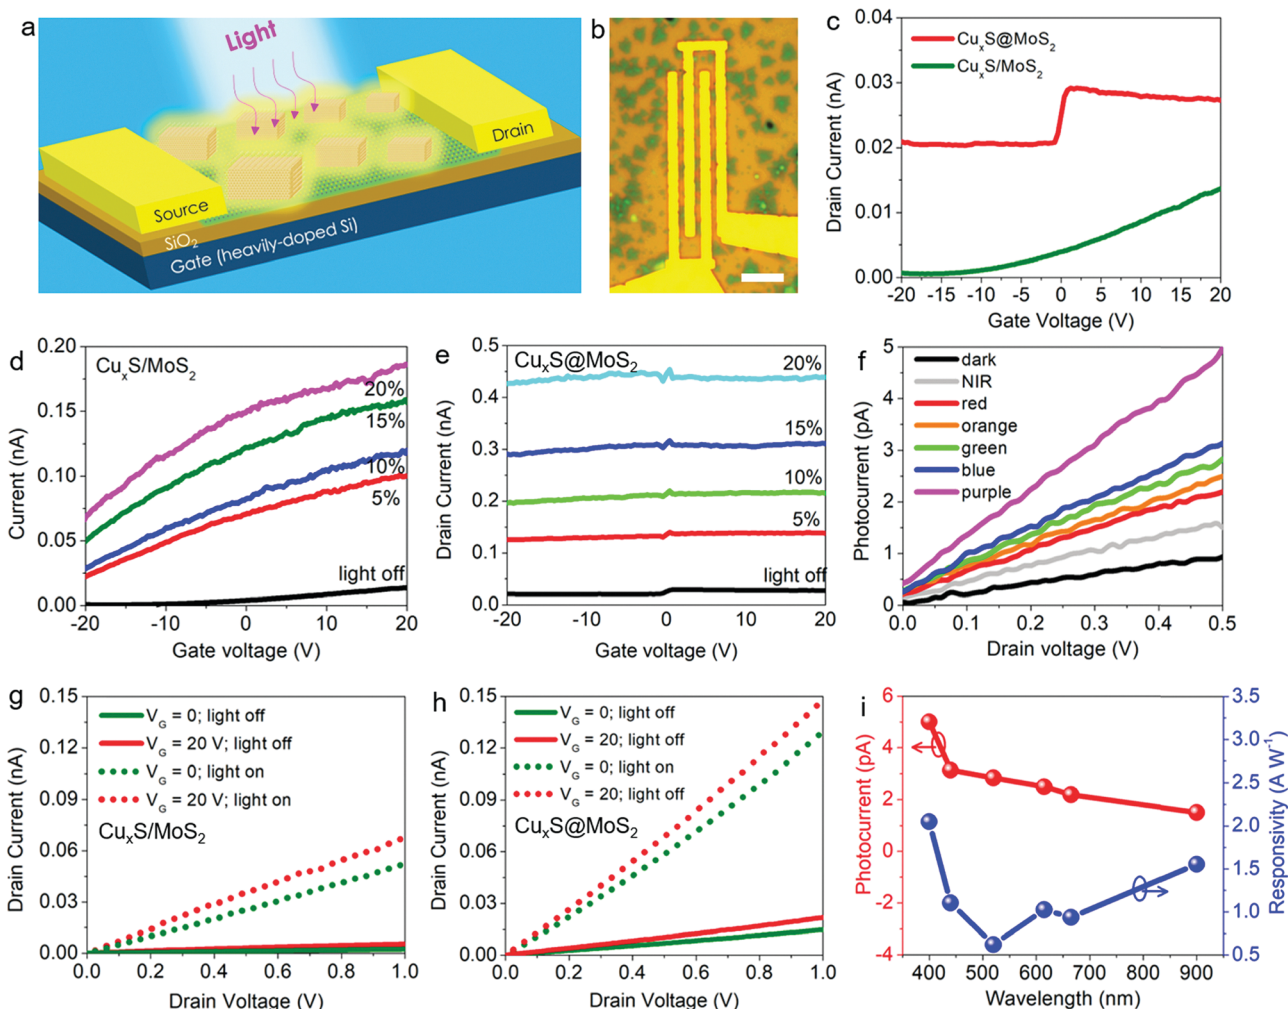 a
Light
Source
Drain
SiO2
Gate (heavily-doped Si)
b
c
CuxS@MoS2
CuxS/MoS2
Drain Current (nA)
0.04
0.03
0.02
0.01
0.00
-20 -15 -10 -5 0 5 10 15 20
Gate Voltage (V)
d
CuxS/MoS2
Current (nA)
0.20
0.15
0.10
0.05
0.00
20%
15%
10%
5%
light off
-20 -10 0 10 20
Gate voltage (V)
e
CuxS@MoS2
Drain Current (nA)
0.5
0.4
0.3
0.2
0.1
0.0
20%
15%
10%
5%
light off
-20 -10 0 10 20
Gate voltage (V)
f
dark
NIR
red
orange
green
blue
purple
Photocurrent (pA)
5
4
3
2
1
0
0.0 0.1 0.2 0.3 0.4 0.5
Drain voltage (V)
g
VG = 0; light off
VG = 20 V; light off
VG = 0; light on
VG = 20 V; light on
CuxS/MoS2
Drain Current (nA)
0.15
0.12
0.09
0.06
0.03
0.00
0.0 0.2 0.4 0.6 0.8 1.0
Drain Voltage (V)
h
VG = 0; light off
VG = 20; light off
VG = 0; light on
VG = 20; light off
CuxS@MoS2
Drain Current (nA)
0.15
0.12
0.09
0.06
0.03
0.00
0.0 0.2 0.4 0.6 0.8 1.0
Drain Voltage (V)
i
Photocurrent (pA)
6
4
2
0
-2
-4
Responsivity (A W-1)
3.5
3.0
2.5
2.0
1.5
1.0
0.5
400 500 600 700 800 900
Wavelength (nm)